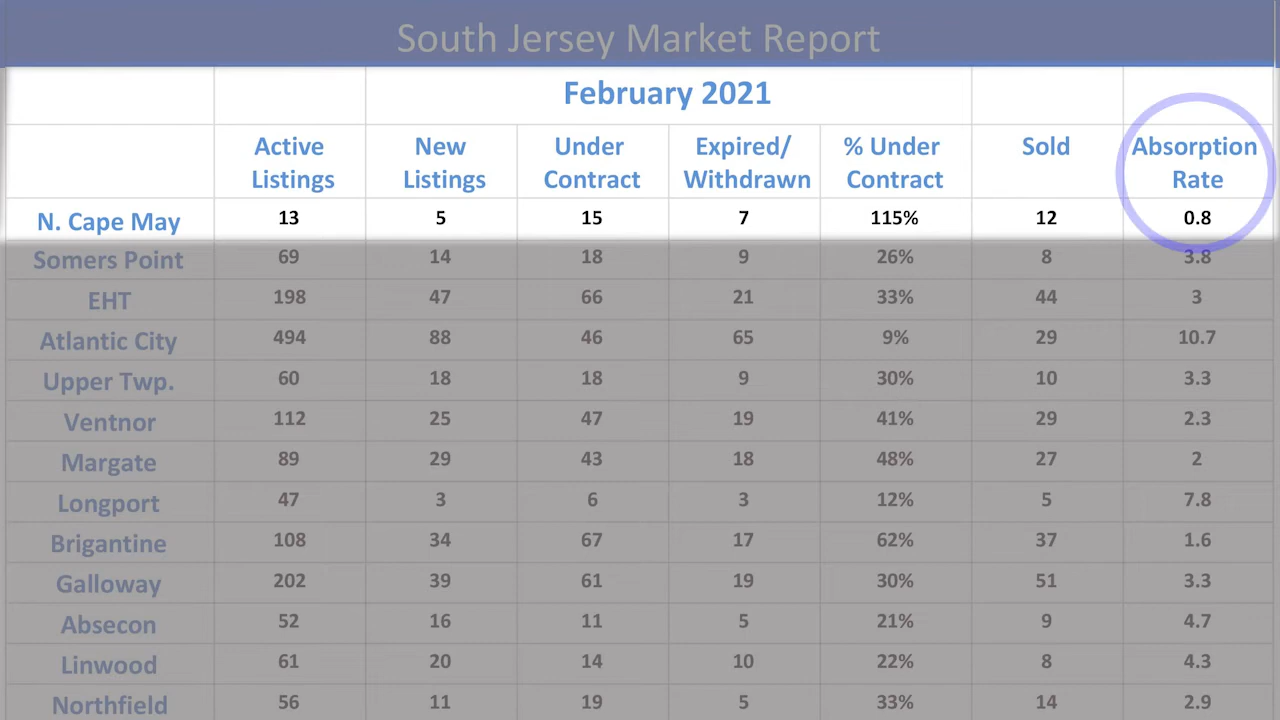 South Jersey Market Report
February 2021
Active Listings New Listings Under Contract Expired/ Withdrawn % Under Contract Sold Absorption Rate
N. Cape May 13 5 15 7 115% 12 0.8
Somers Point 69 14 18 9 26% 8 3.8
EHT 198 47 66 21 33% 44 3
Atlantic City 494 88 46 65 9% 29 10.7
Upper Twp. 60 18 18 9 30% 10 3.3
Ventnor 112 25 47 19 41% 29 2.3
Margate 89 29 43 18 48% 27 2
Longport 47 3 6 3 12% 5 7.8
Brigantine 108 34 67 17 62% 37 1.6
Galloway 202 39 61 19 30% 51 3.3
Absecon 52 16 11 5 21% 9 4.7
Linwood 61 20 14 10 22% 8 4.3
Northfield 56 11 19 5 33% 14 2.9